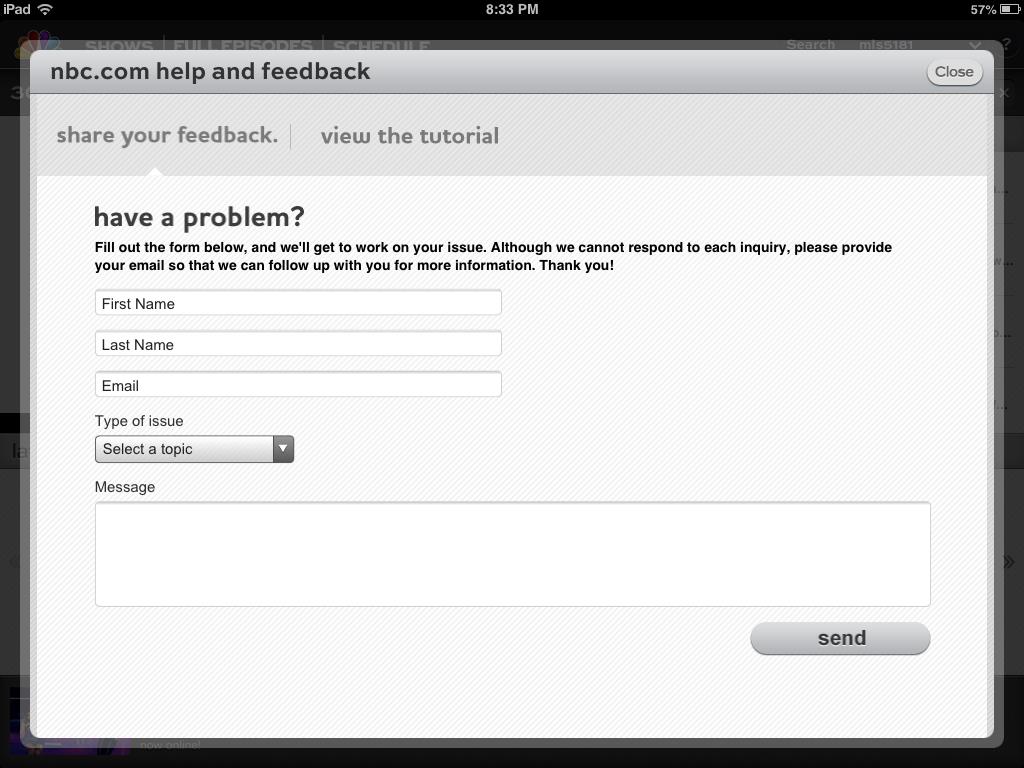 iPad 8:33 PM 57%
SHOWS FULL EPISODES SCHEDULE Search miss181 ?
nbc.com help and feedback Close
share your feedback. view the tutorial
have a problem?
Fill out the form below, and we'll get to work on your issue. Although we cannot respond to each inquiry, please provide
your email so that we can follow up with you for more information. Thank you!
First Name
Last Name
Email
Type of issue
Select a topic
Message
send
now online!